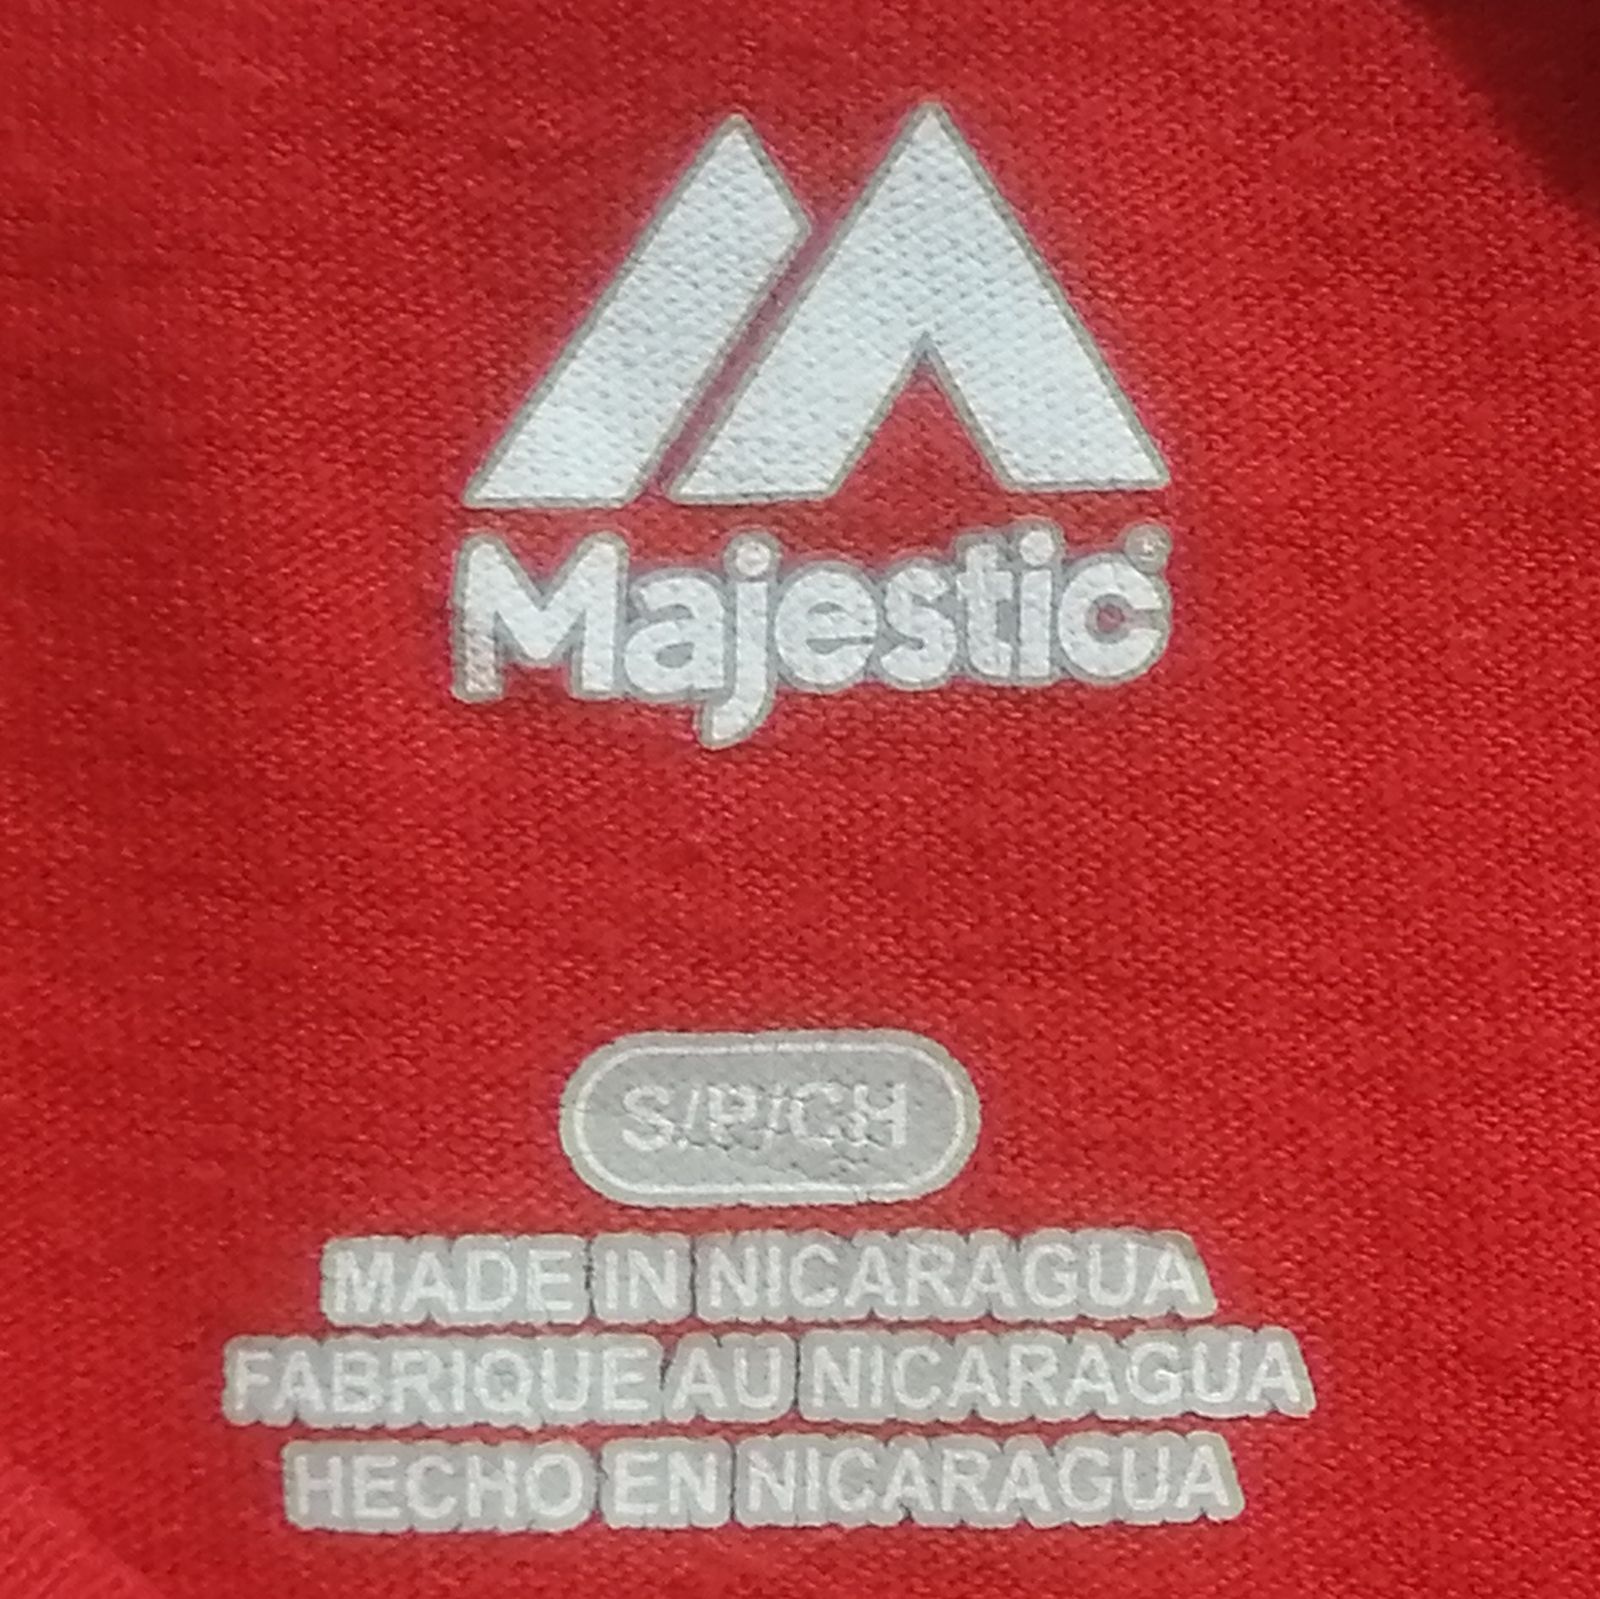 Majestic®
S/P/CH
MADE IN NICARAGUA
FABRIQUE AU NICARAGUA
HECHO EN NICARAGUA